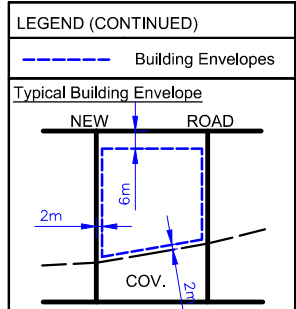 LEGEND (CONTINUED)
Building Envelopes
Typical Building Envelope
NEW ROAD
6m
2m
COV.
2m